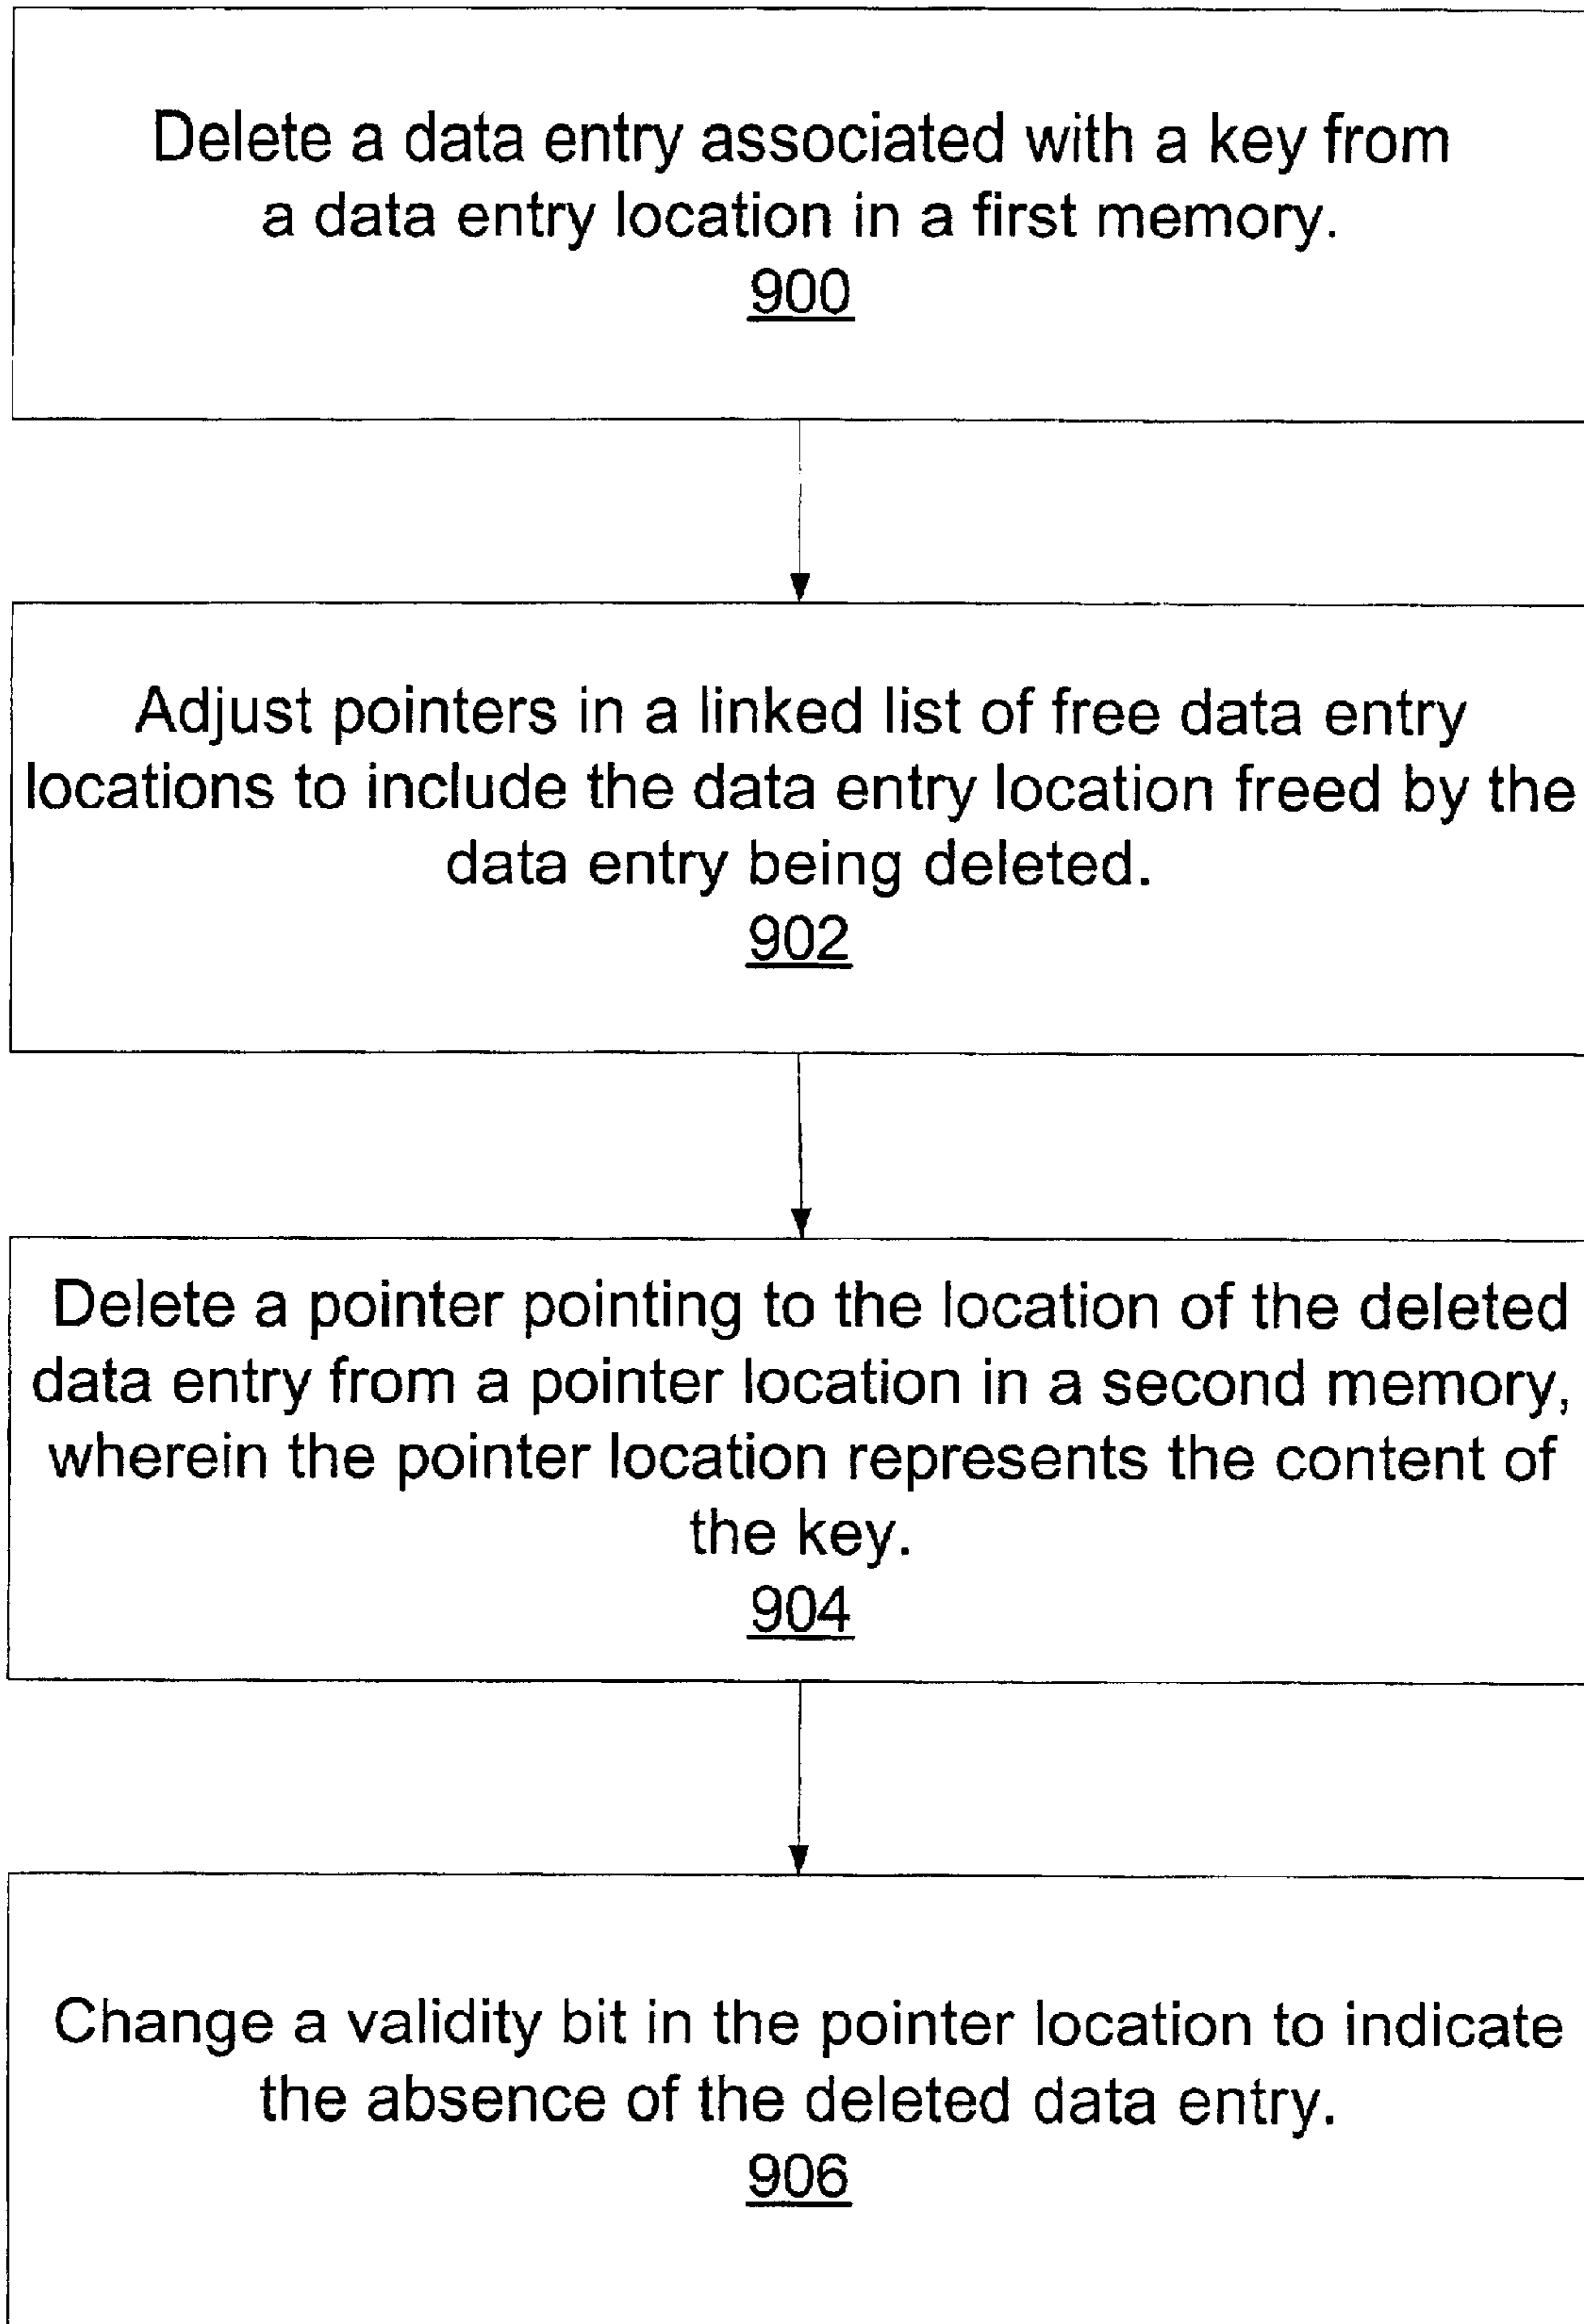 Delete a data entry associated with a key from
a data entry location in a first memory.
900
Adjust pointers in a linked list of free data entry
locations to include the data entry location freed by the
data entry being deleted.
902
Delete a pointer pointing to the location of the deleted
data entry from a pointer location in a second memory,
wherein the pointer location represents the content of
the key.
904
Change a validity bit in the pointer location to indicate
the absence of the deleted data entry.
906